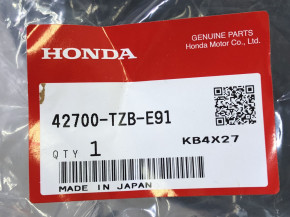 GENUINE PARTS
HONDA
Honda Motor Co., Ltd.
42700-TZB-E91
QTY 1
KB4X27
MADE IN JAPAN